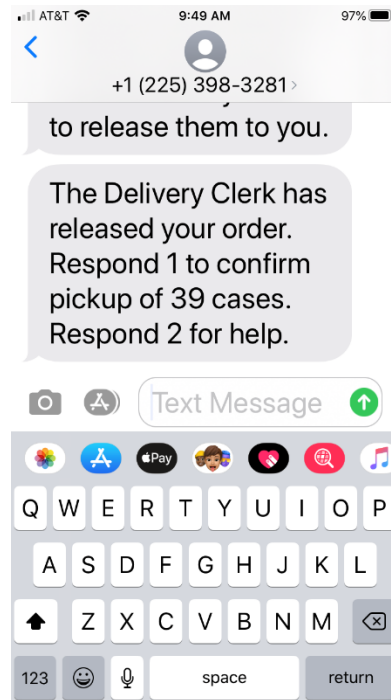 AT&T 9:49 AM 97%
+1 (225) 398-3281
to release them to you.
The Delivery Clerk has
released your order.
Respond 1 to confirm
pickup of 39 cases.
Respond 2 for help.
Text Message
Pay
Q W E R T Y U I O P
A S D F G H J K L
Z X C V B N M
123 space return